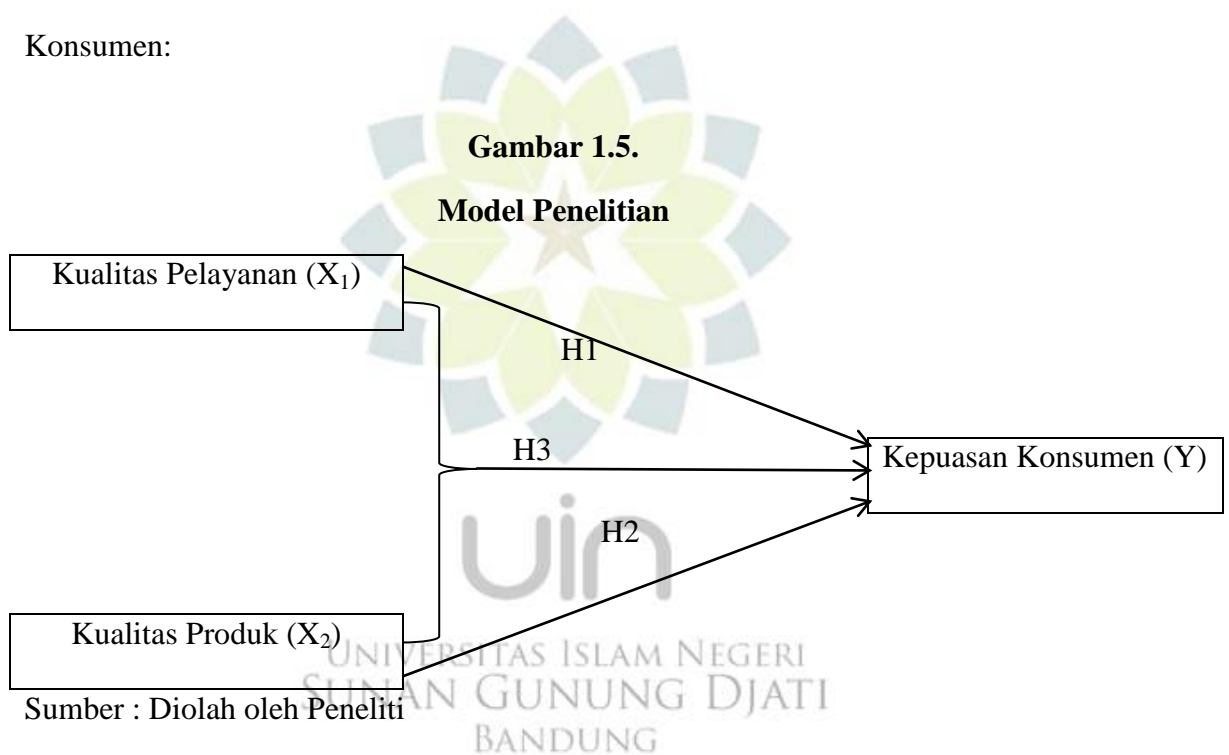 Konsumen:
Gambar 1.5.
Model Penelitian
Kualitas Pelayanan (X₁)
H1
H3
Kepuasan Konsumen (Y)
H2
Kualitas Produk (X₂)
Sumber : Diolah oleh Peneliti
uin
UNIVERSITAS ISLAM NEGERI
SUNAN GUNUNG DJATI
BANDUNG